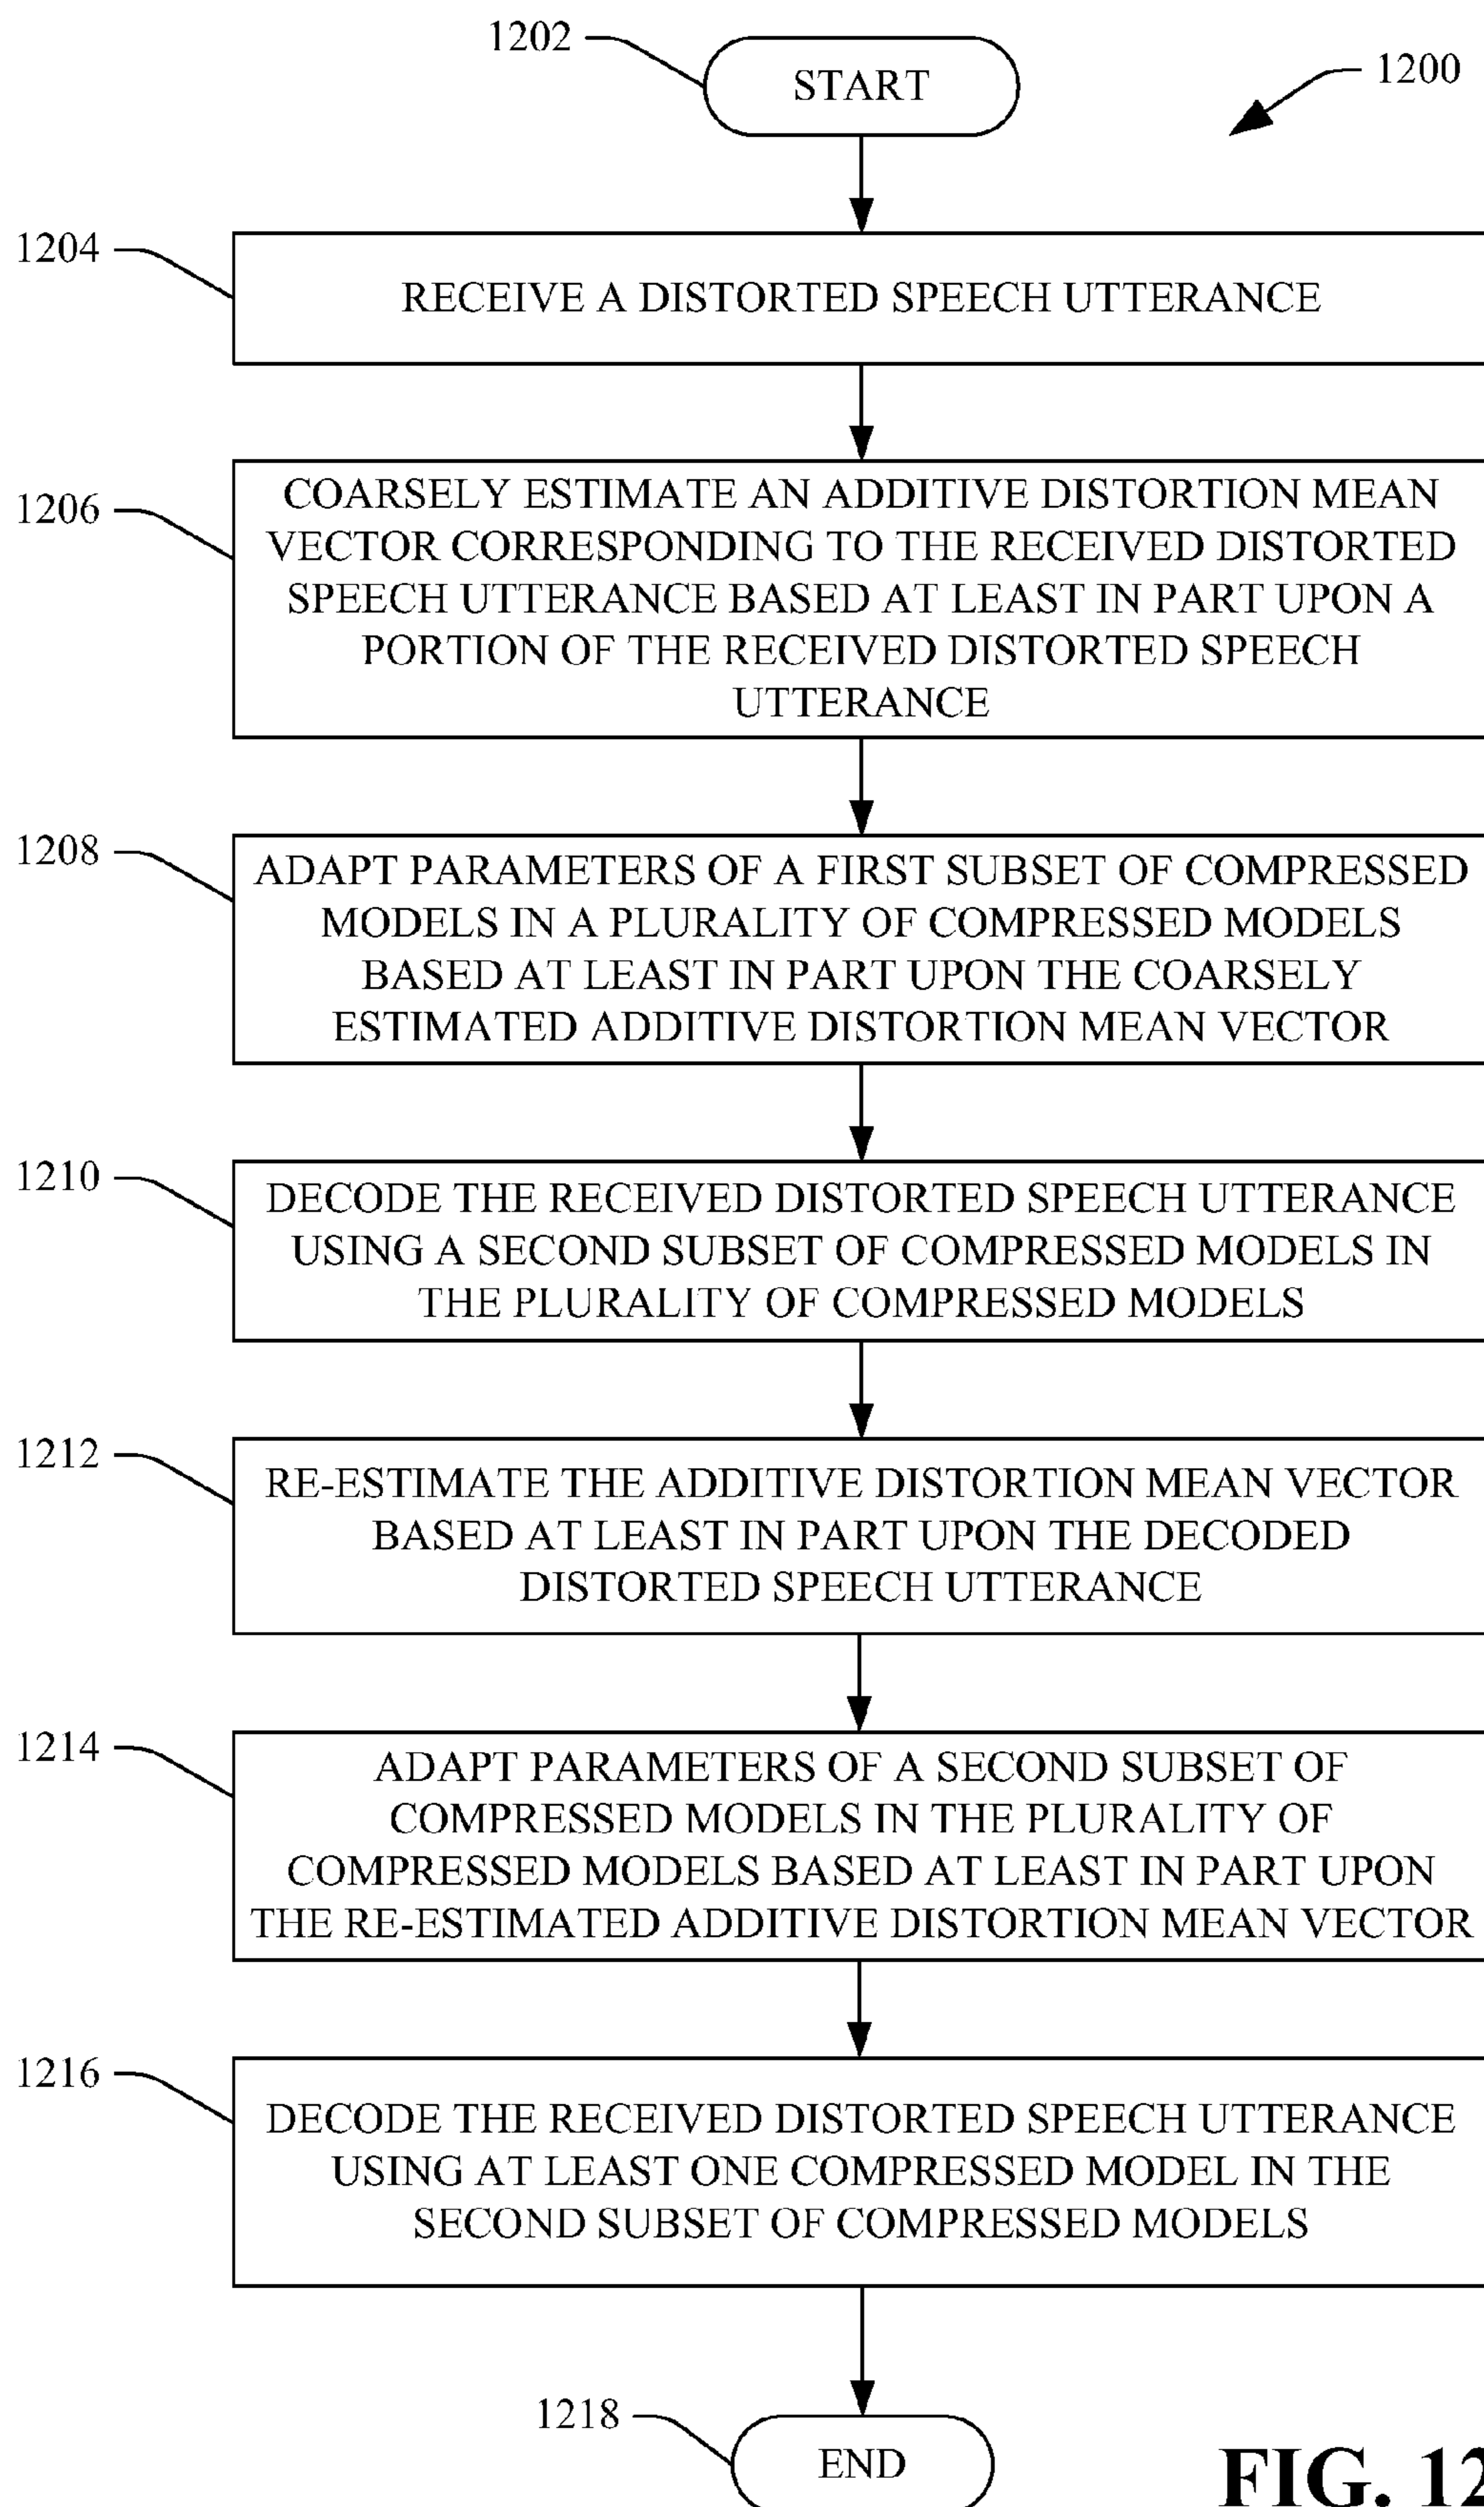 1202
START
1200
1204
RECEIVE A DISTORTED SPEECH UTTERANCE
1206
COARSELY ESTIMATE AN ADDITIVE DISTORTION MEAN
VECTOR CORRESPONDING TO THE RECEIVED DISTORTED
SPEECH UTTERANCE BASED AT LEAST IN PART UPON A
PORTION OF THE RECEIVED DISTORTED SPEECH
UTTERANCE
1208
ADAPT PARAMETERS OF A FIRST SUBSET OF COMPRESSED
MODELS IN A PLURALITY OF COMPRESSED MODELS
BASED AT LEAST IN PART UPON THE COARSELY
ESTIMATED ADDITIVE DISTORTION MEAN VECTOR
1210
DECODE THE RECEIVED DISTORTED SPEECH UTTERANCE
USING A SECOND SUBSET OF COMPRESSED MODELS IN
THE PLURALITY OF COMPRESSED MODELS
1212
RE-ESTIMATE THE ADDITIVE DISTORTION MEAN VECTOR
BASED AT LEAST IN PART UPON THE DECODED
DISTORTED SPEECH UTTERANCE
1214
ADAPT PARAMETERS OF A SECOND SUBSET OF
COMPRESSED MODELS IN THE PLURALITY OF
COMPRESSED MODELS BASED AT LEAST IN PART UPON
THE RE-ESTIMATED ADDITIVE DISTORTION MEAN VECTOR
1216
DECODE THE RECEIVED DISTORTED SPEECH UTTERANCE
USING AT LEAST ONE COMPRESSED MODEL IN THE
SECOND SUBSET OF COMPRESSED MODELS
1218
END
FIG. 12